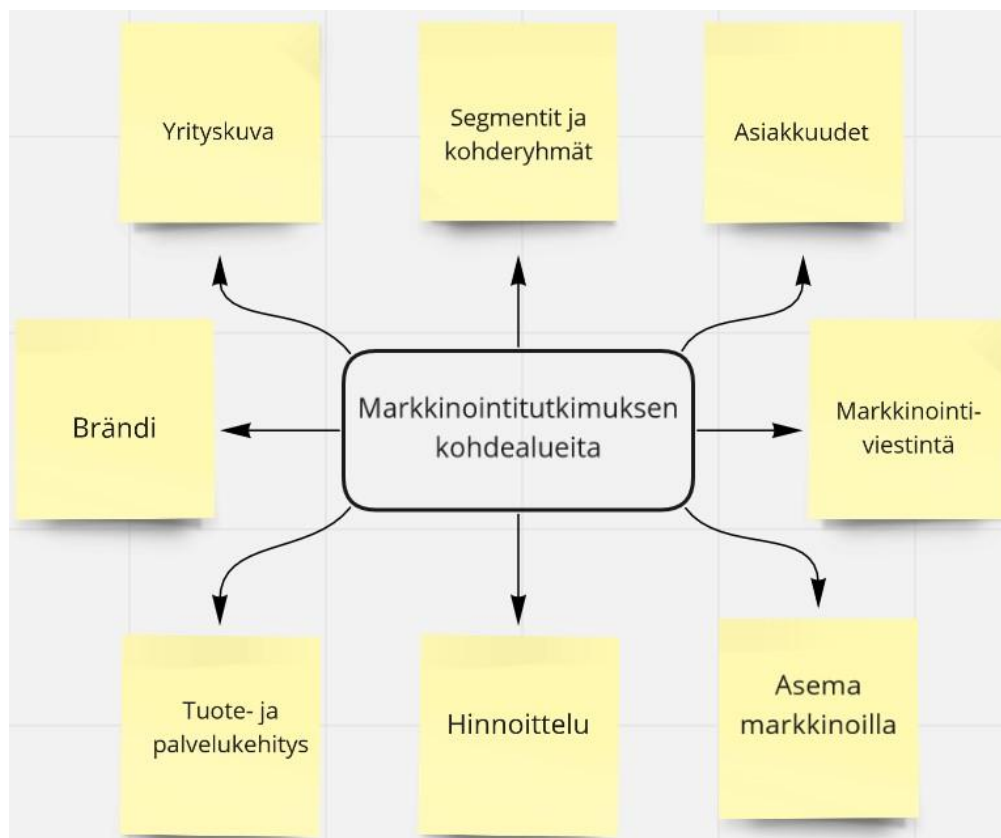 Yrityskuva
Segmentit ja
kohderyhmät
Asiakkuudet
Brändi
Markkinointitutkimuksen
kohdealueita
Markkinointi-
viestintä
Tuote- ja
palvelukehitys
Hinnoittelu
Asema
markkinoilla